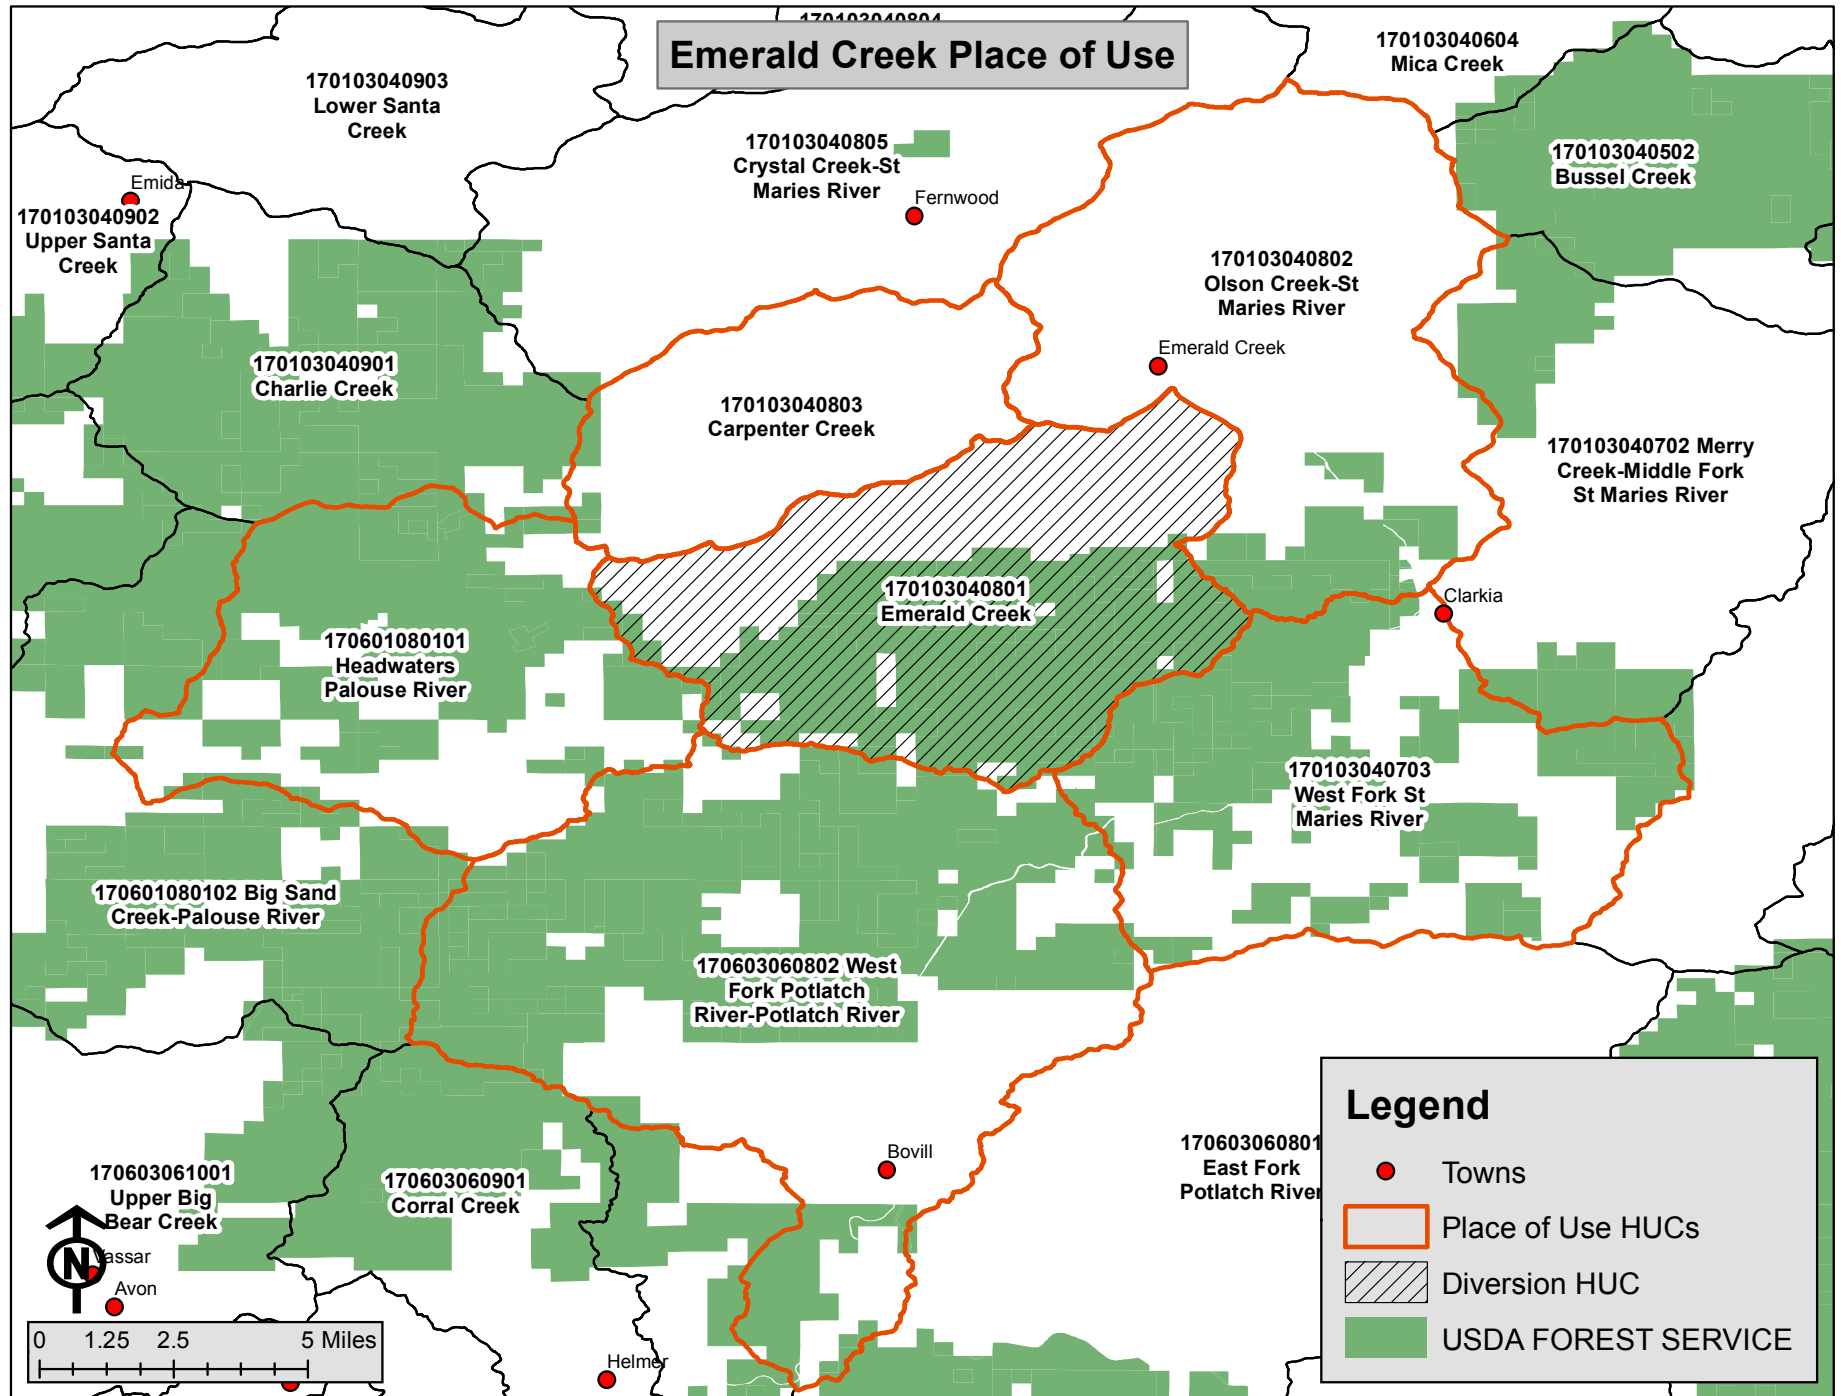 170103040804
Emerald Creek Place of Use
170103040604
Mica Creek
170103040903
Lower Santa
Creek
170103040805
Crystal Creek-St
Maries River
170103040502
Bussel Creek
Emida
Fernwood
170103040902
Upper Santa
Creek
170103040802
Olson Creek-St
Maries River
Emerald Creek
170103040901
Charlie Creek
170103040803
Carpenter Creek
170103040702 Merry
Creek-Middle Fork
St Maries River
170103040801
Emerald Creek
Clarkia
170601080101
Headwaters
Palouse River
170103040703
West Fork St
Maries River
170601080102 Big Sand
Creek-Palouse River
170603060802 West
Fork Potlatch
River-Potlatch River
Bovill
170603060801
East Fork
Potlatch River
170603061001
Upper Big
Bear Creek
170603060901
Corral Creek
N
Vassar
Avon
Helmer
0 1.25 2.5 5 Miles
Legend
Towns
Place of Use HUCs
Diversion HUC
USDA FOREST SERVICE